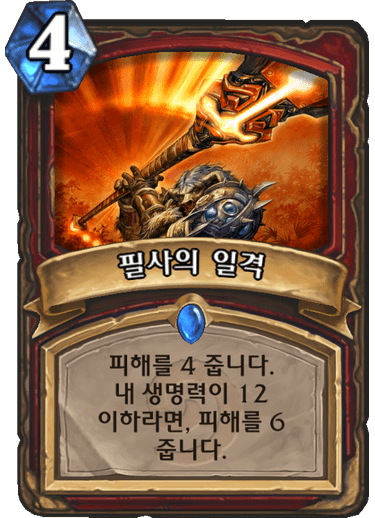 4
필사의 일격
피해를 4 줍니다.
내 생명력이 12
이하라면, 피해를 6
줍니다.